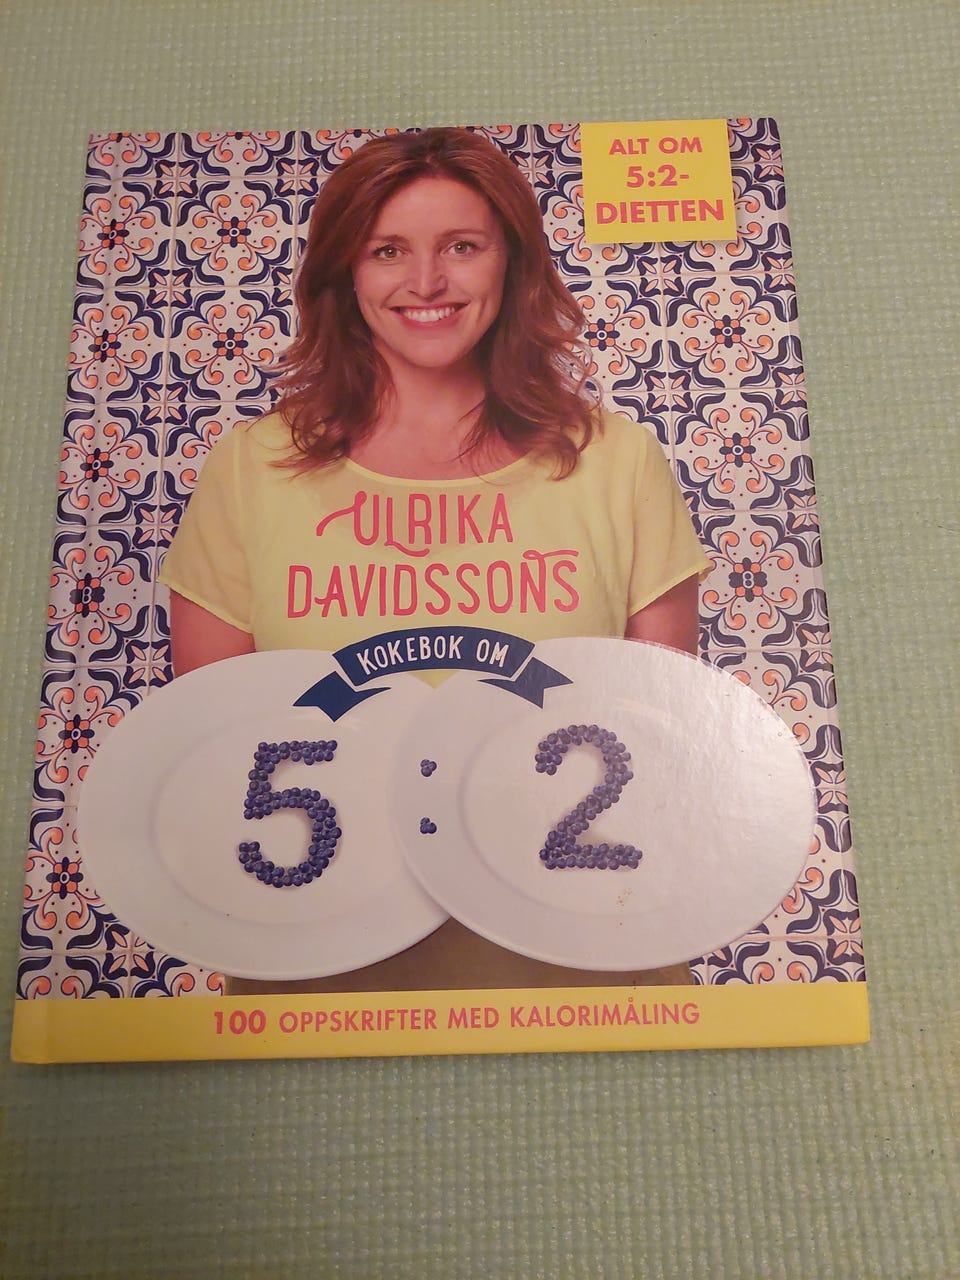 ALT OM
5:2-
DIETTEN
ULRIKA
DAVIDSSONS
KOKEBOK OM
5:2
100 OPPSKRIFTER MED KALORIMÅLING